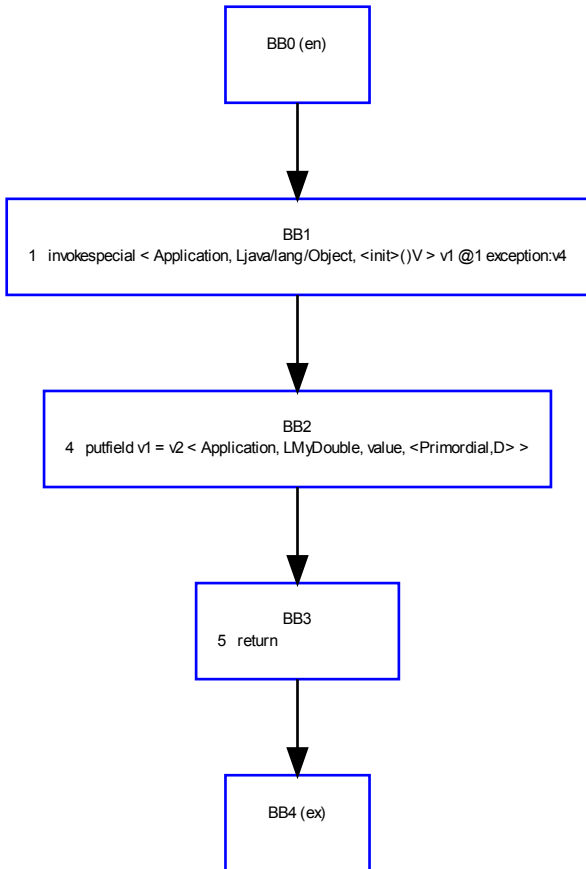 BB0 (en)
BB1
1 invokespecial < Application, Ljava/lang/Object, <init>()V > v1 @1 exception:v4
BB2
4 putfield v1 = v2 < Application, LMyDouble, value, <Primordial,D> >
BB3
5 return
BB4 (ex)